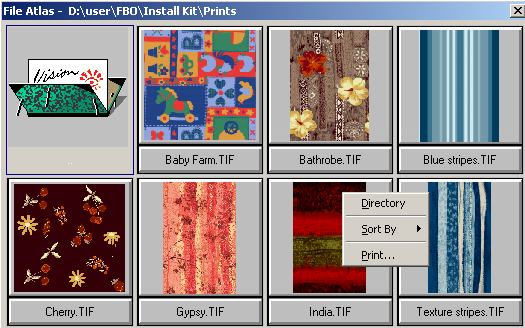 File Atlas - D:\user\FBO\Install Kit\Prints
Vision
..
Baby Farm.TIF
Bathrobe.TIF
Blue stripes.TIF
Directory
Sort By
Print...
Cherry.TIF
Gypsy.TIF
India.TIF
Texture stripes.TIF